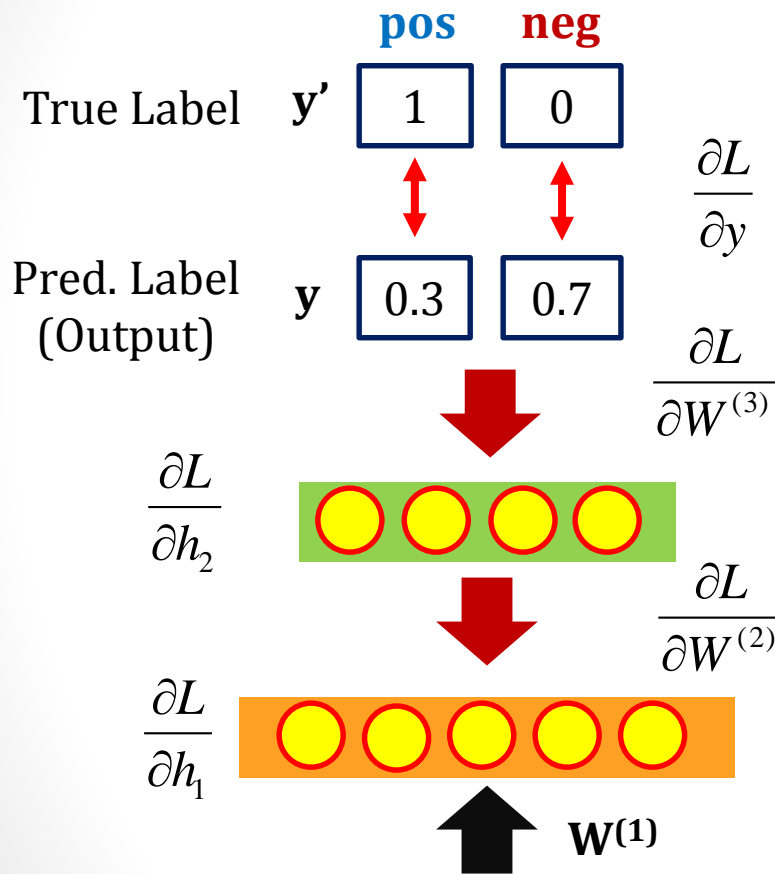 pos neg
True Label y’ 1 0
∂L
∂y
Pred. Label
(Output) y 0.3 0.7
∂L
∂W⁽³⁾
∂L
∂h₂
∂L
∂W⁽²⁾
∂L
∂h₁
W⁽¹⁾